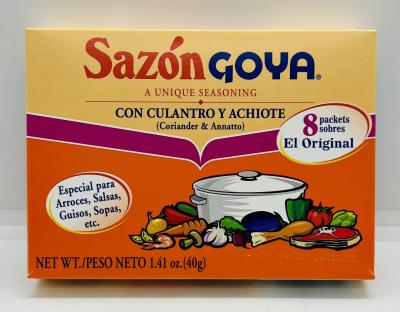 Sazón GOYA®
A UNIQUE SEASONING
CON CULANTRO Y ACHIOTE
(Coriander & Annatto)
8 packets
sobres
El Original
Especial para
Arroces, Salsas,
Guisos, Sopas,
etc.
NET WT./PESO NETO 1.41 oz.(40g)